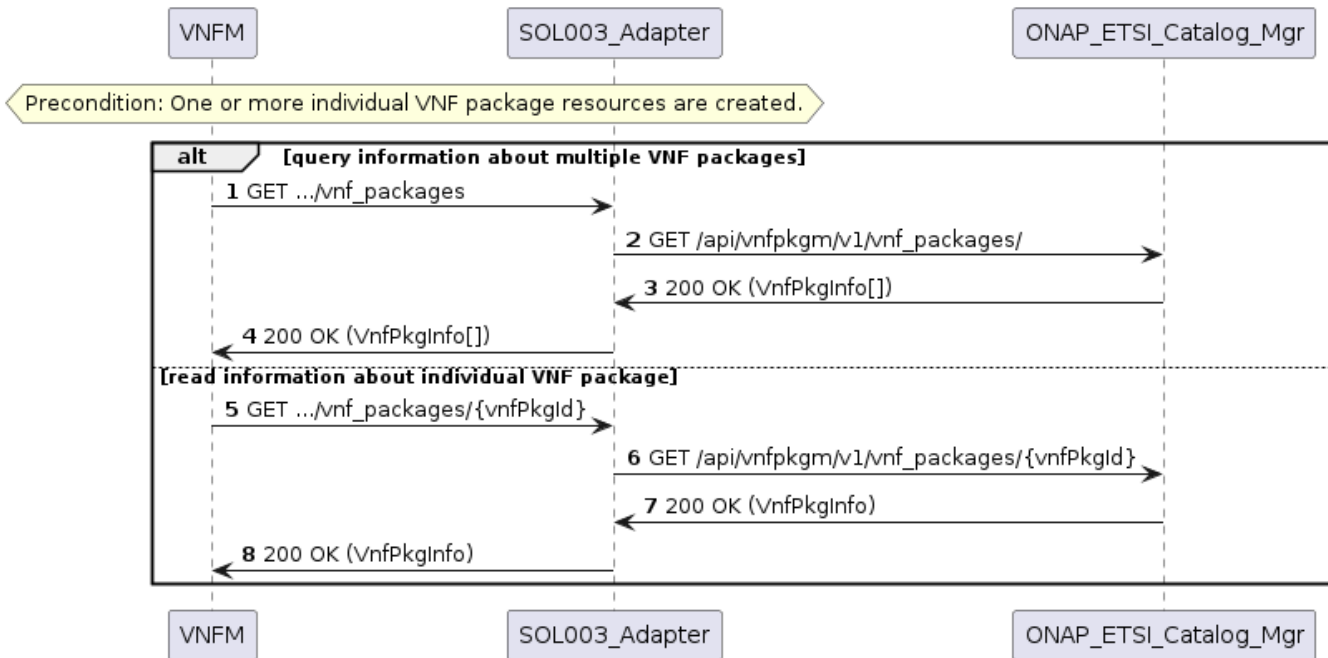 VNFM SOL003_Adapter ONAP_ETSI_Catalog_Mgr
Precondition: One or more individual VNF package resources are created.
alt [query information about multiple VNF packages]
1 GET .../vnf_packages
2 GET /api/vnfpkgm/v1/vnf_packages/
3 200 OK (VnfPkgInfo[])
4 200 OK (VnfPkgInfo[])
[read information about individual VNF package]
5 GET .../vnf_packages/{vnfPkgId}
6 GET /api/vnfpkgm/v1/vnf_packages/{vnfPkgId}
7 200 OK (VnfPkgInfo)
8 200 OK (VnfPkgInfo)
VNFM SOL003_Adapter ONAP_ETSI_Catalog_Mgr